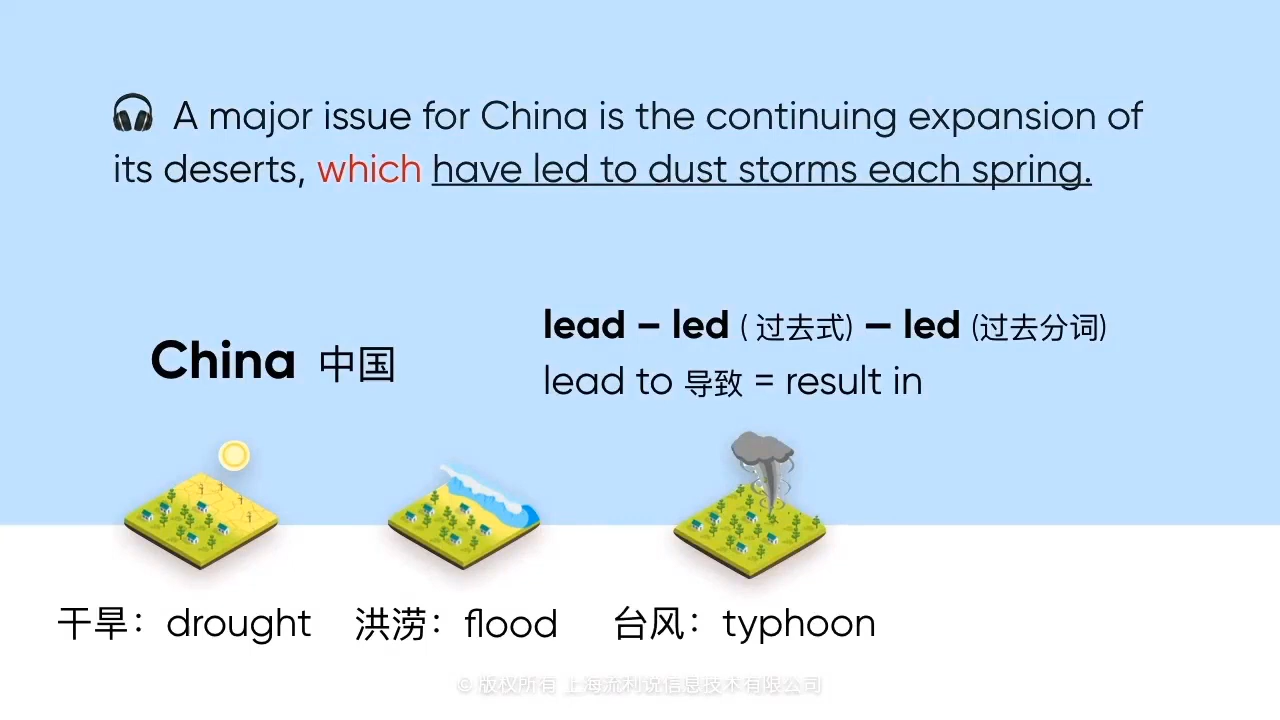 A major issue for China is the continuing expansion of
its deserts, which have led to dust storms each spring.
China 中国
lead – led ( 过去式) – led (过去分词)
lead to 导致 = result in
干旱：drought 洪涝：flood 台风：typhoon
© 版权所有 上海流利说信息技术有限公司